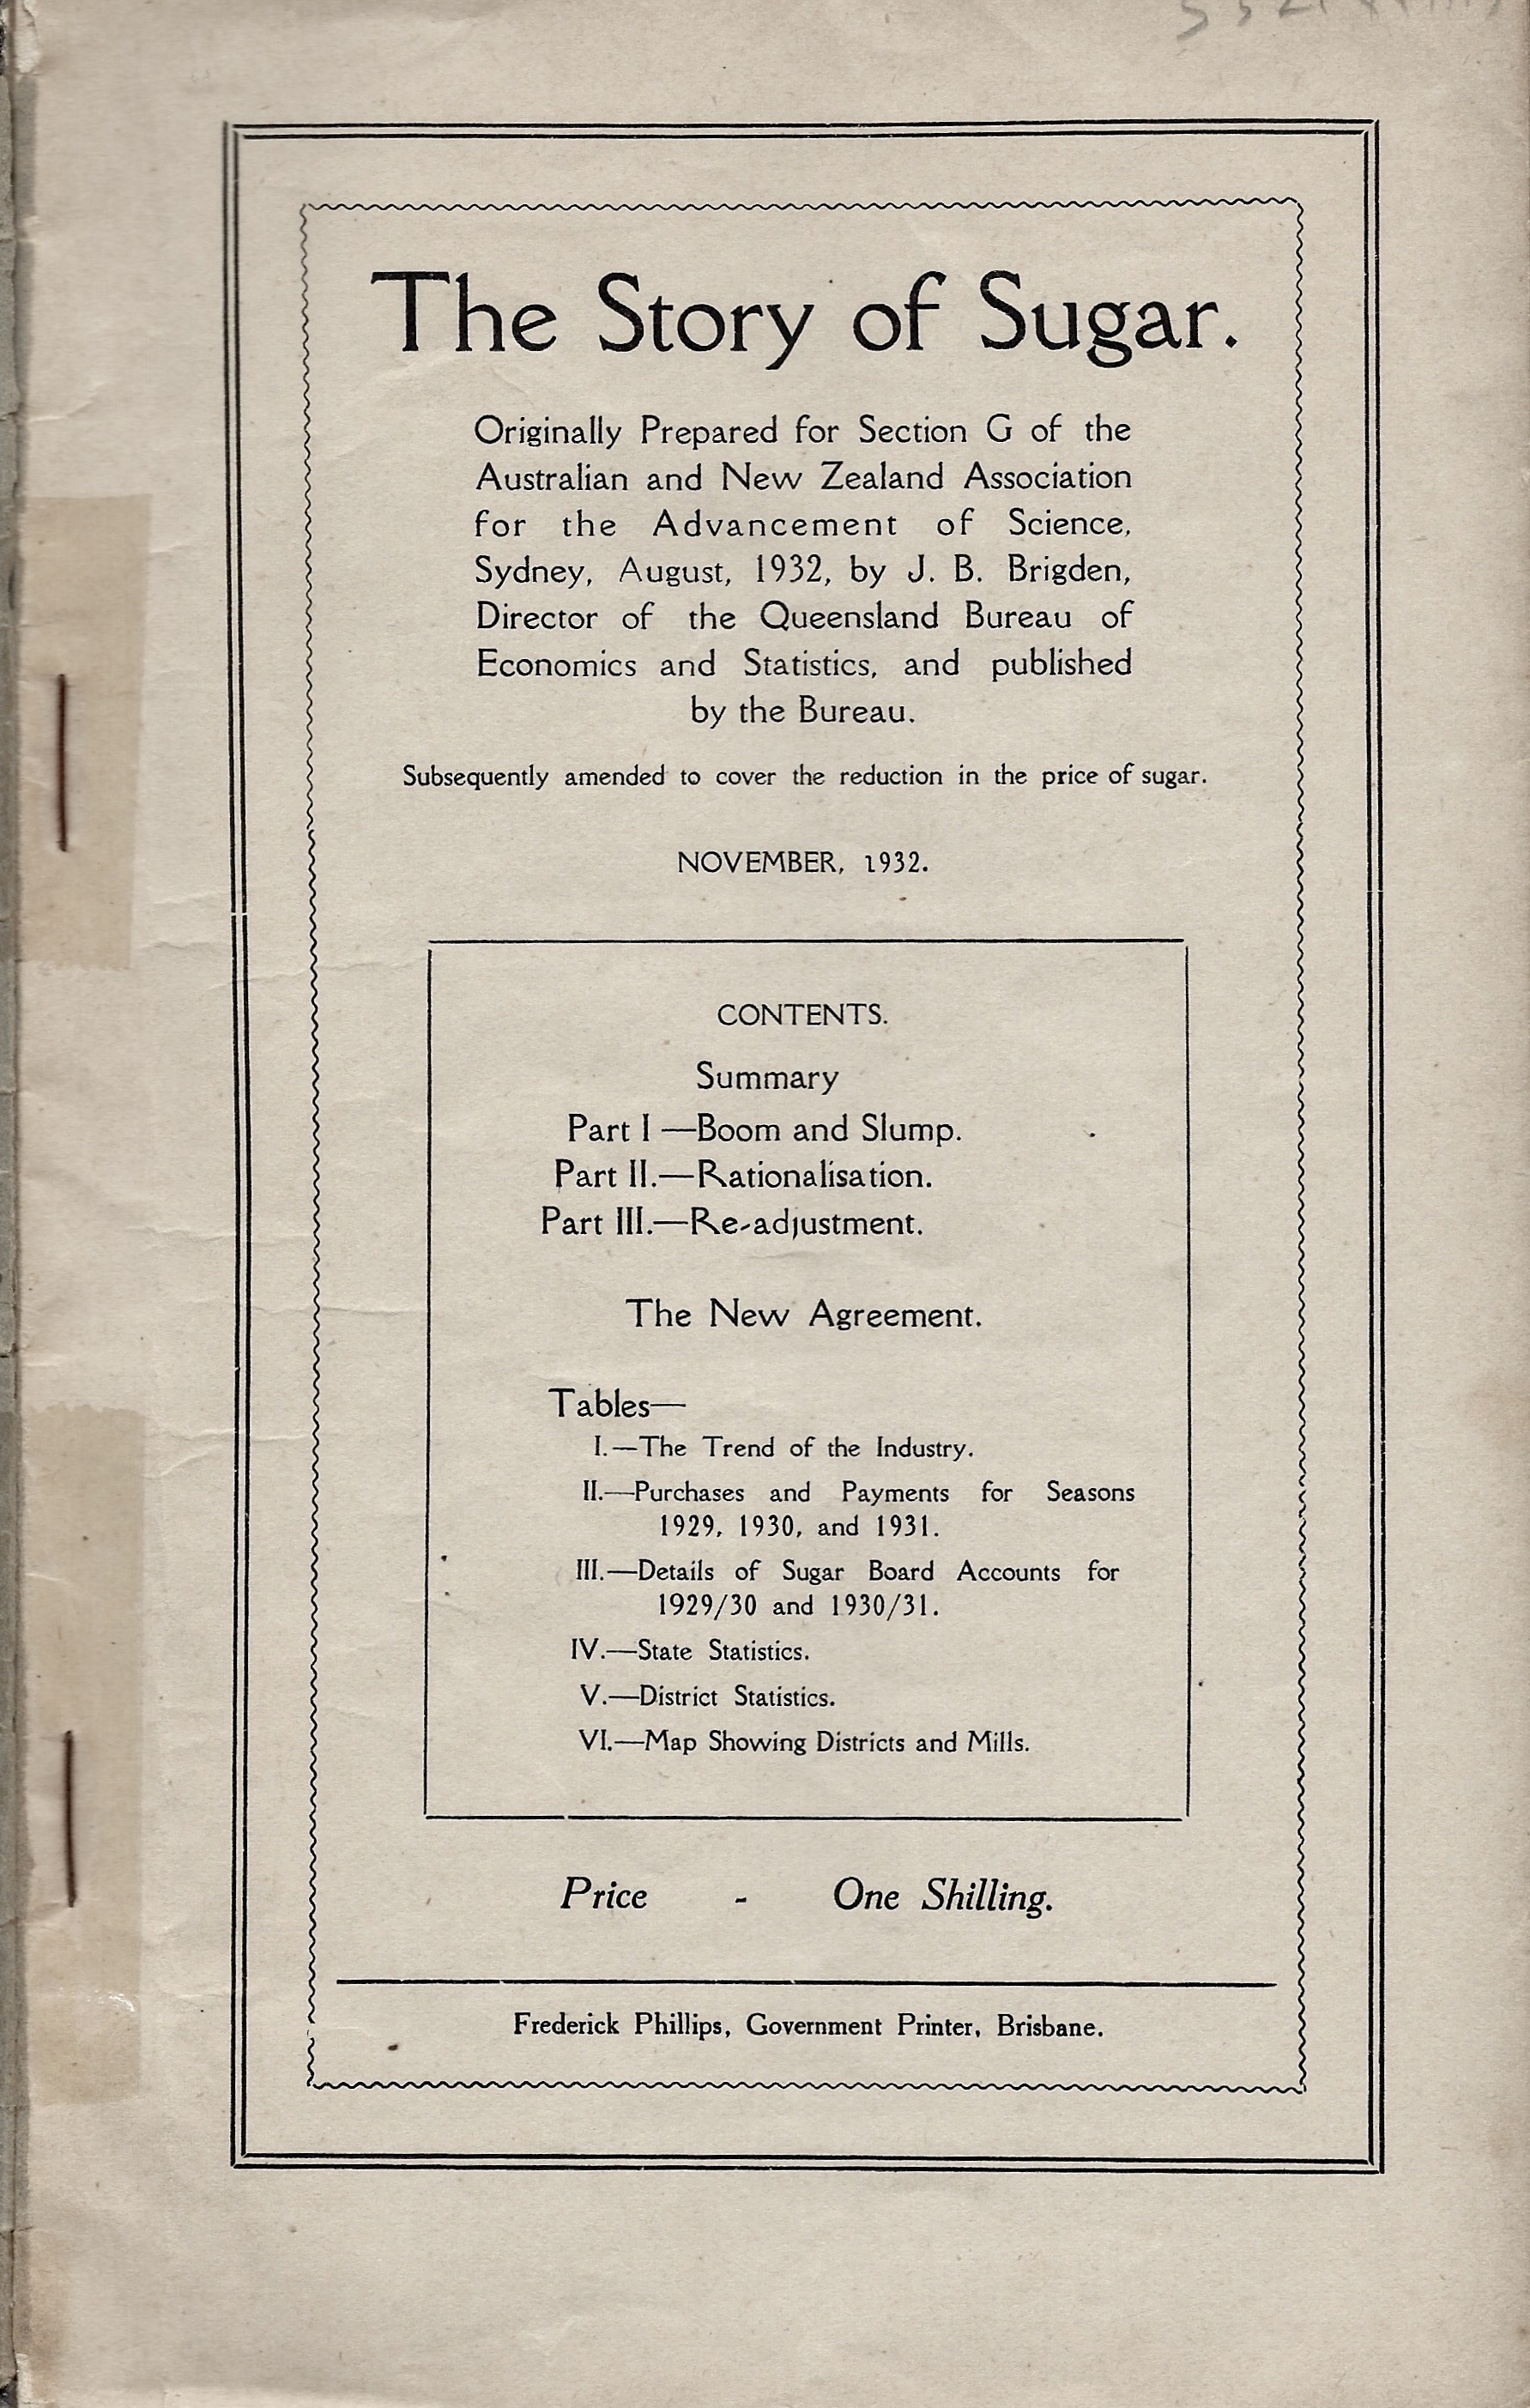 The Story of Sugar.
Originally Prepared for Section G of the
Australian and New Zealand Association
for the Advancement of Science,
Sydney, August, 1932, by J. B. Brigden,
Director of the Queensland Bureau of
Economics and Statistics, and published
by the Bureau.
Subsequently amended to cover the reduction in the price of sugar.
NOVEMBER, 1932.
CONTENTS.
Summary
Part I —Boom and Slump.
Part II.—Rationalisation.
Part III.—Re-adjustment.
The New Agreement.
Tables—
I.—The Trend of the Industry.
II.—Purchases and Payments for Seasons
1929, 1930, and 1931.
III.—Details of Sugar Board Accounts for
1929/30 and 1930/31.
IV.—State Statistics.
V.—District Statistics.
VI.—Map Showing Districts and Mills.
Price - One Shilling.
Frederick Phillips, Government Printer, Brisbane.